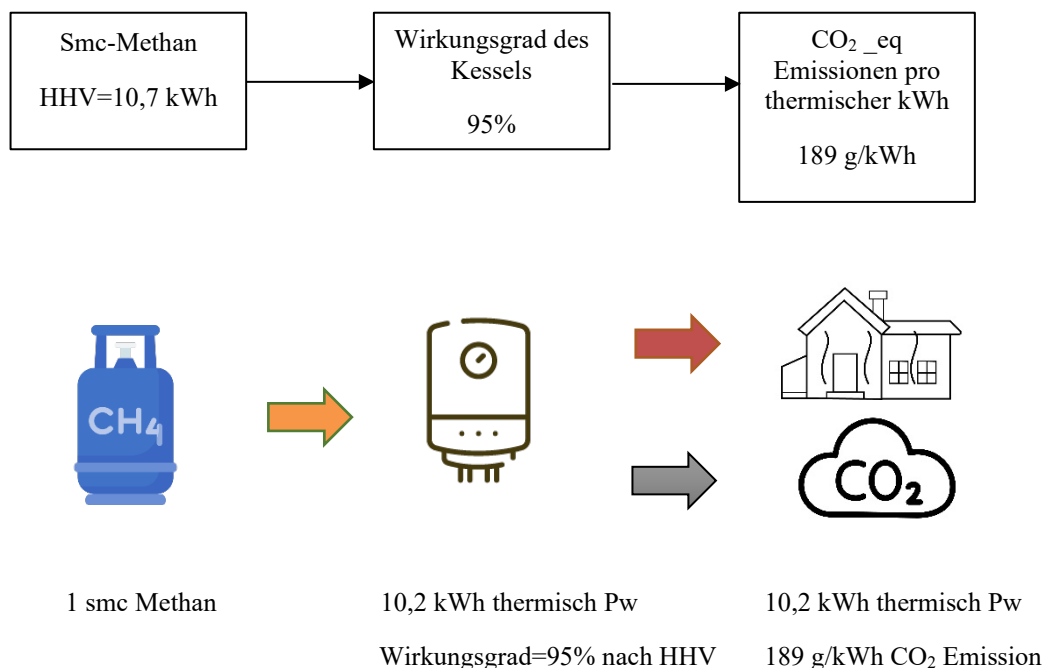 Smc-Methan
HHV=10,7 kWh
Wirkungsgrad des
Kessels
95%
CO₂ _eq
Emissionen pro
thermischer kWh
189 g/kWh
CH4
CO2
1 smc Methan
10,2 kWh thermisch Pw
Wirkungsgrad=95% nach HHV
10,2 kWh thermisch Pw
189 g/kWh CO₂ Emission